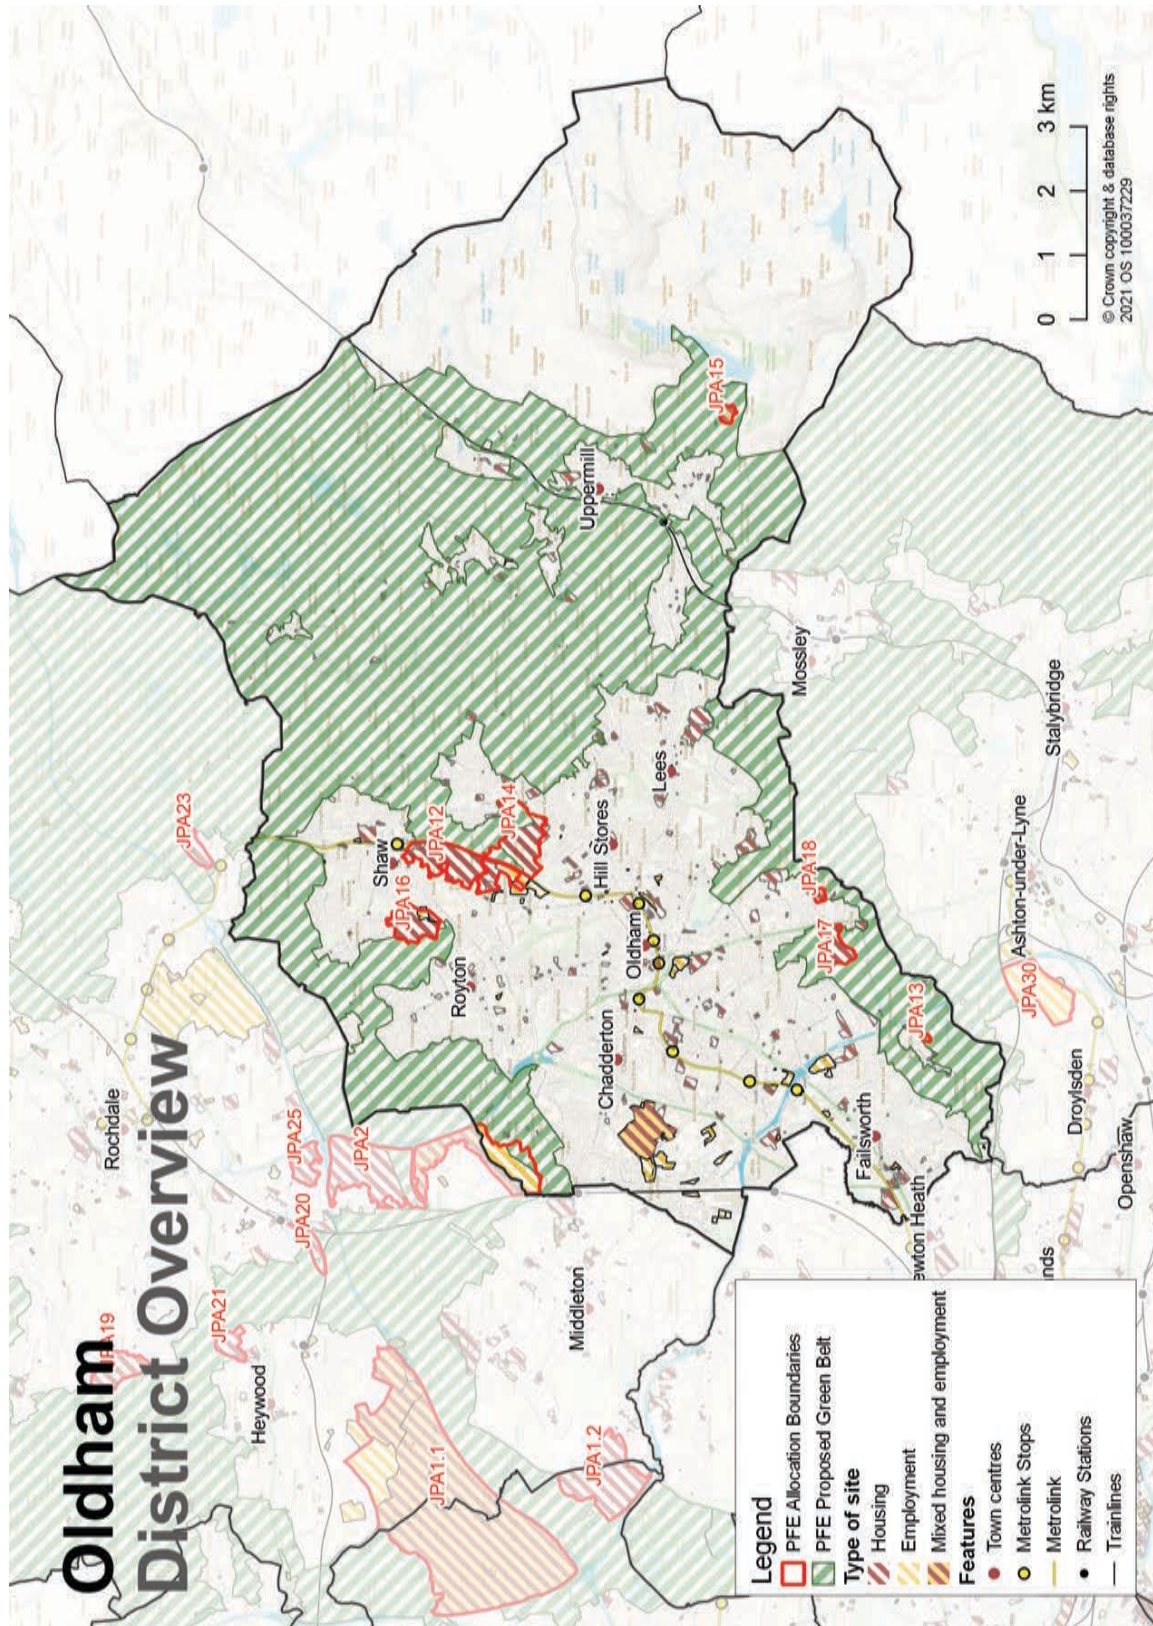 Oldham
District Overview
JPA19
JPA21
Heywood
JPA20
JPA25
Rochdale
JPA2
JPA23
JPA1.1
JPA1.2
Middleton
Shaw
JPA16
JPA12
JPA14
Royton
Hill Stores
Chadderton
Oldham
Lees
Uppermill
JPA15
Failsworth
ewton Heath
nds
JPA13
JPA17
JPA18
Mossley
Stalybridge
Ashton-under-Lyne
JPA30
Droylsden
Openshaw
Legend
PFE Allocation Boundaries
PFE Proposed Green Belt
Type of site
Housing
Employment
Mixed housing and employment
Features
Town centres
Metrolink Stops
Metrolink
Railway Stations
Trainlines
0 1 2 3 km
© Crown copyright & database rights
2021 OS 100037229